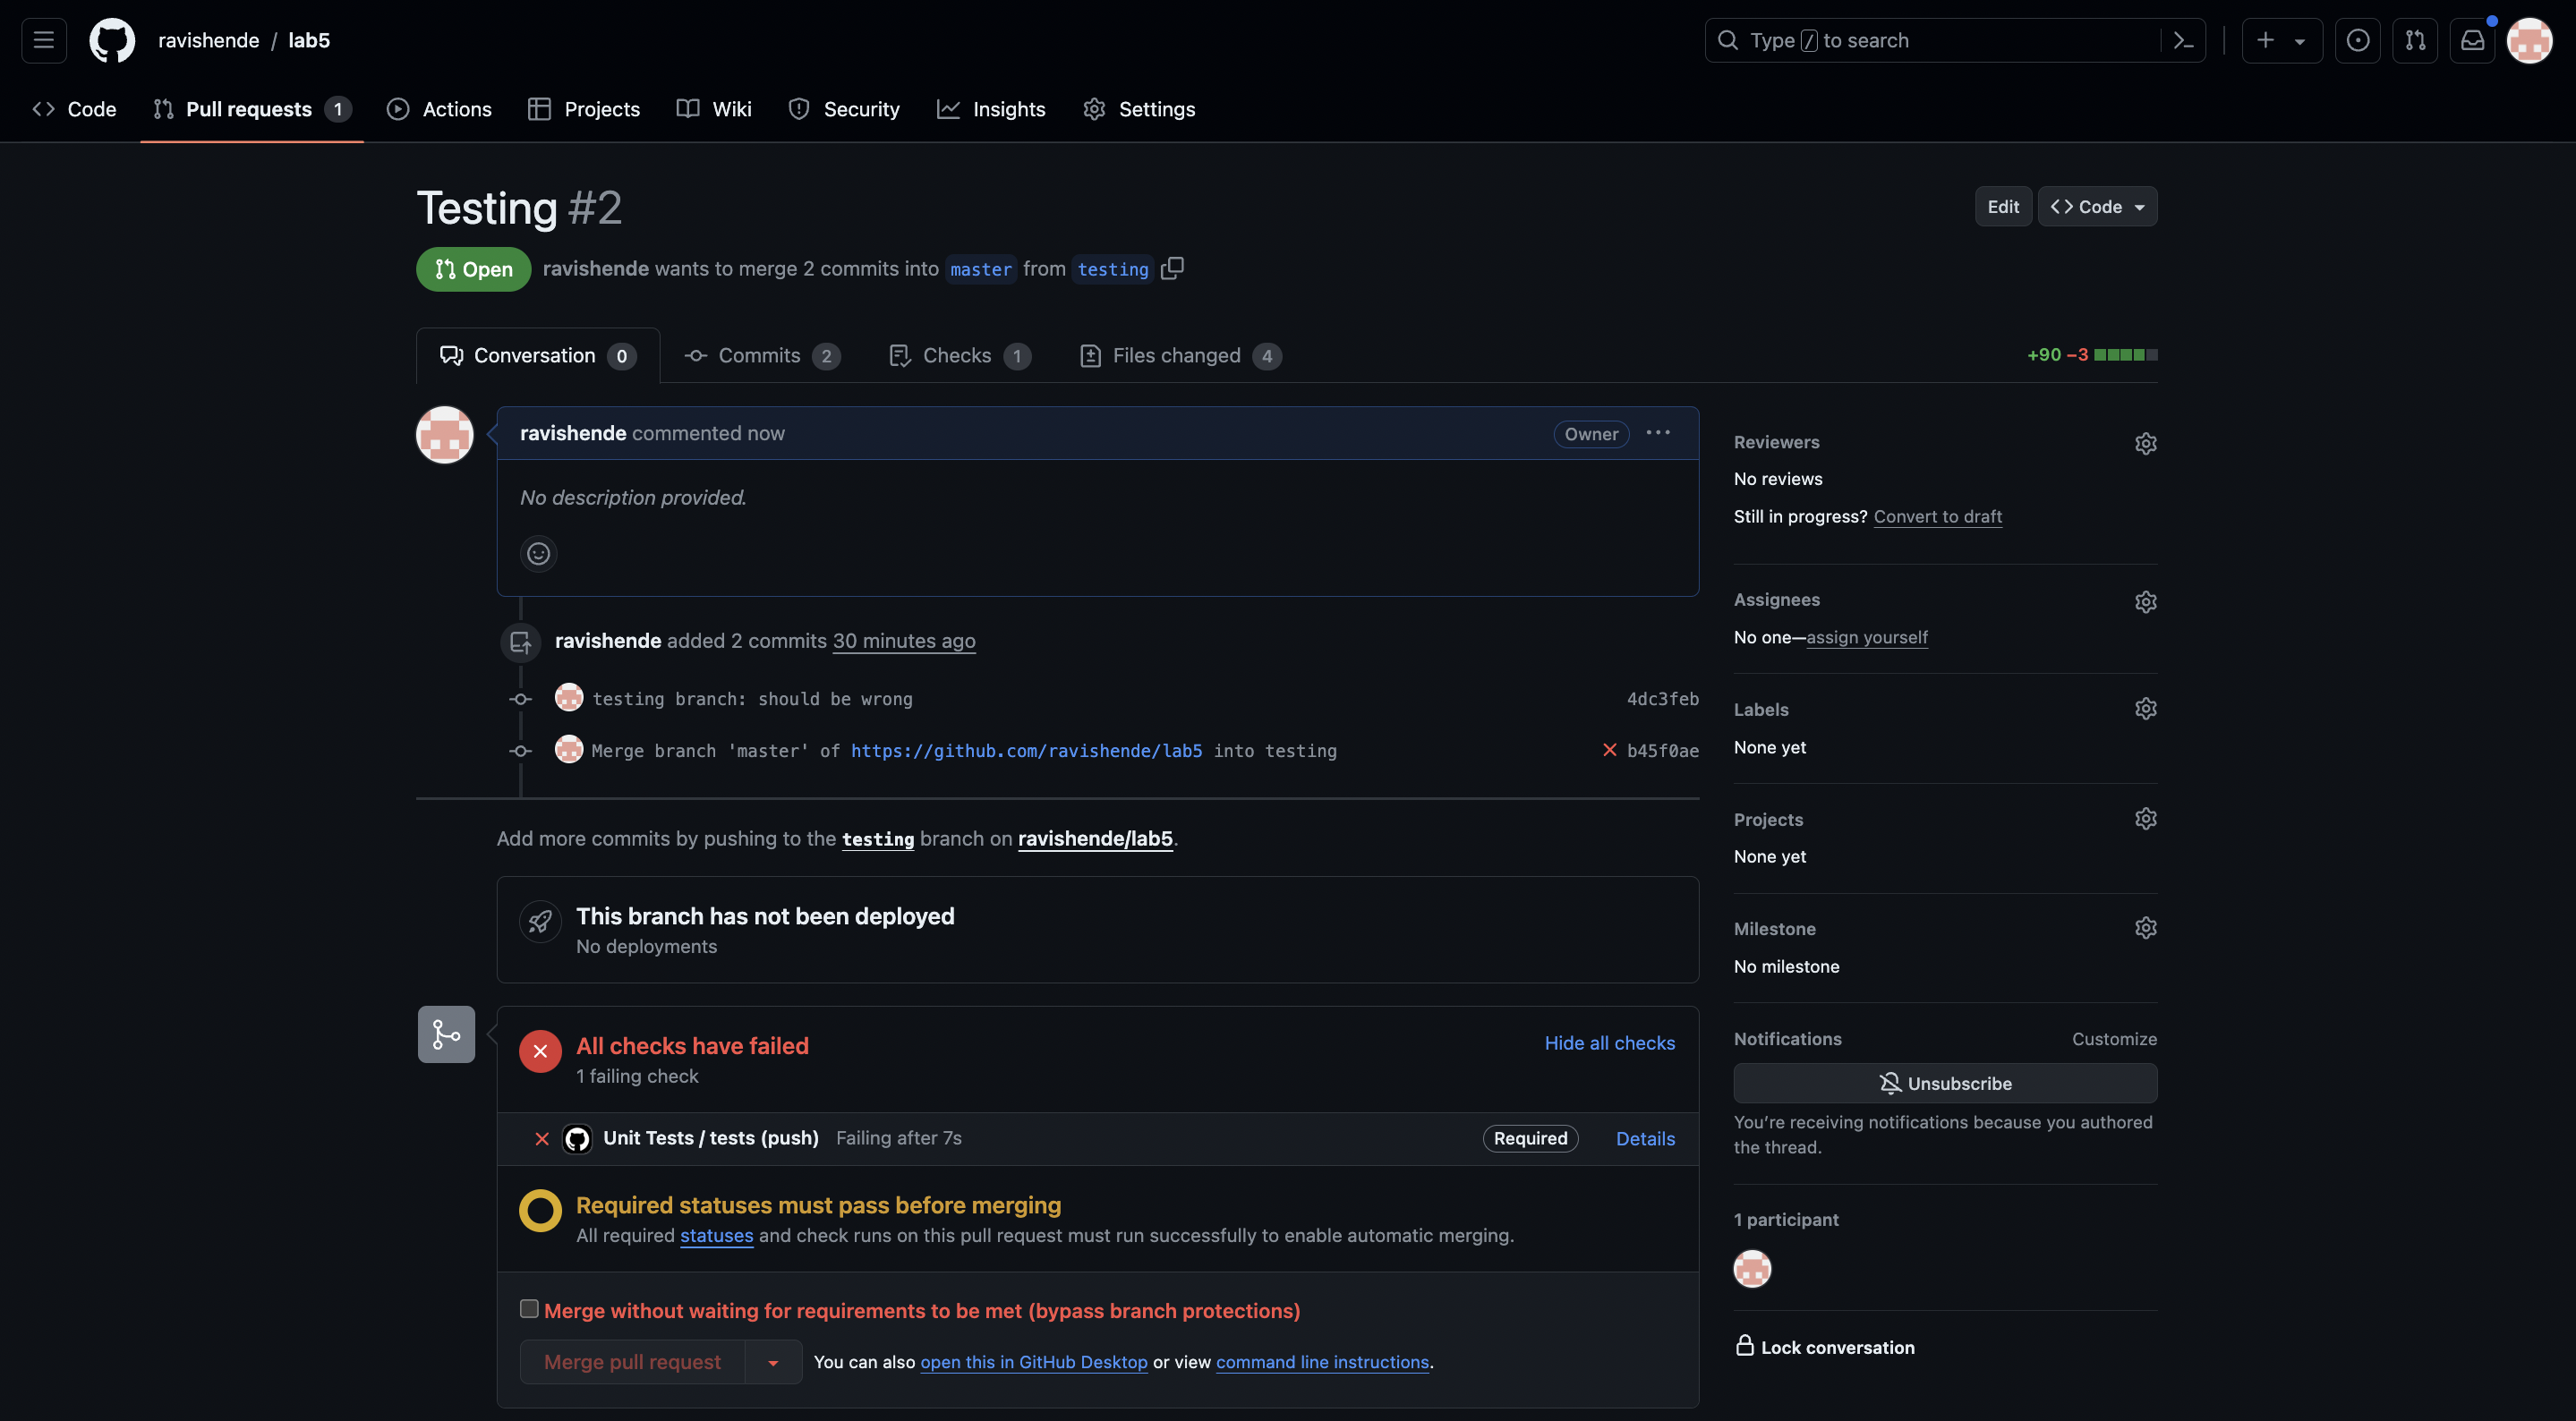 ravishende / lab5
Type / to search
Code
Pull requests 1
Actions
Projects
Wiki
Security
Insights
Settings
Testing #2
Edit
Code
Open
ravishende wants to merge 2 commits into master from testing
Conversation 0
Commits 2
Checks 1
Files changed 4
+90 −3
ravishende commented now
Owner
No description provided.
ravishende added 2 commits 30 minutes ago
testing branch: should be wrong
4dc3feb
Merge branch 'master' of https://github.com/ravishende/lab5 into testing
b45f0ae
Add more commits by pushing to the testing branch on ravishende/lab5.
This branch has not been deployed
No deployments
All checks have failed
1 failing check
Hide all checks
Unit Tests / tests (push) Failing after 7s
Required
Details
Required statuses must pass before merging
All required statuses and check runs on this pull request must run successfully to enable automatic merging.
Merge without waiting for requirements to be met (bypass branch protections)
Merge pull request
You can also open this in GitHub Desktop or view command line instructions.
Reviewers
No reviews
Still in progress? Convert to draft
Assignees
No one—assign yourself
Labels
None yet
Projects
None yet
Milestone
No milestone
Notifications
Customize
Unsubscribe
You’re receiving notifications because you authored
the thread.
1 participant
Lock conversation